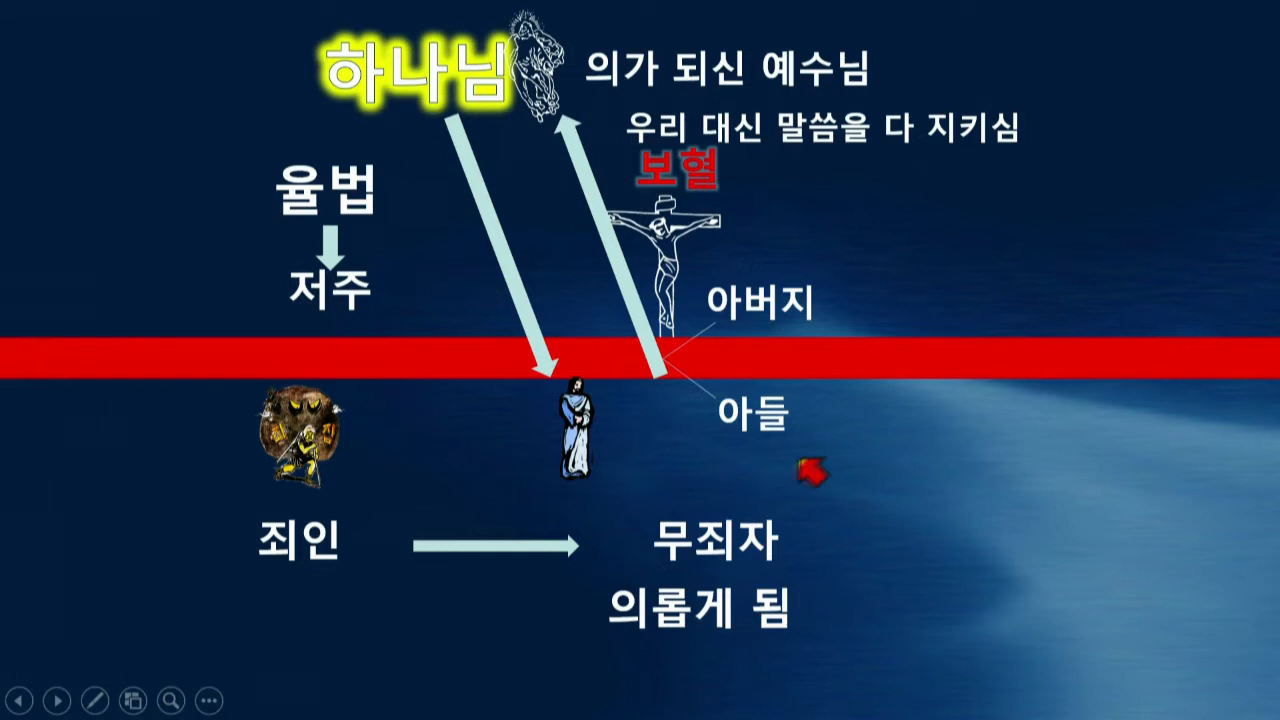 하나님
의가 되신 예수님
우리 대신 말씀을 다 지키심
보혈
율법
저주
아버지
아들
죄인
무죄자
의롭게 됨